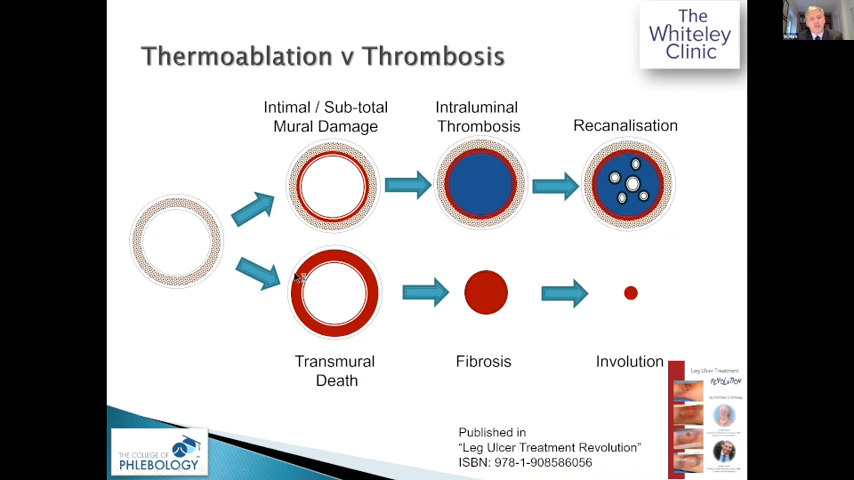 Thermoablation v Thrombosis
The
Whiteley
Clinic
Intimal / Sub-total
Mural Damage
Intraluminal
Thrombosis
Recanalisation
Transmural
Death
Fibrosis
Involution
Published in
“Leg Ulcer Treatment Revolution”
ISBN: 978-1-908586056
THE COLLEGE OF
PHLEBOLOGY
Leg Ulcer Treatment
REVOLUTION